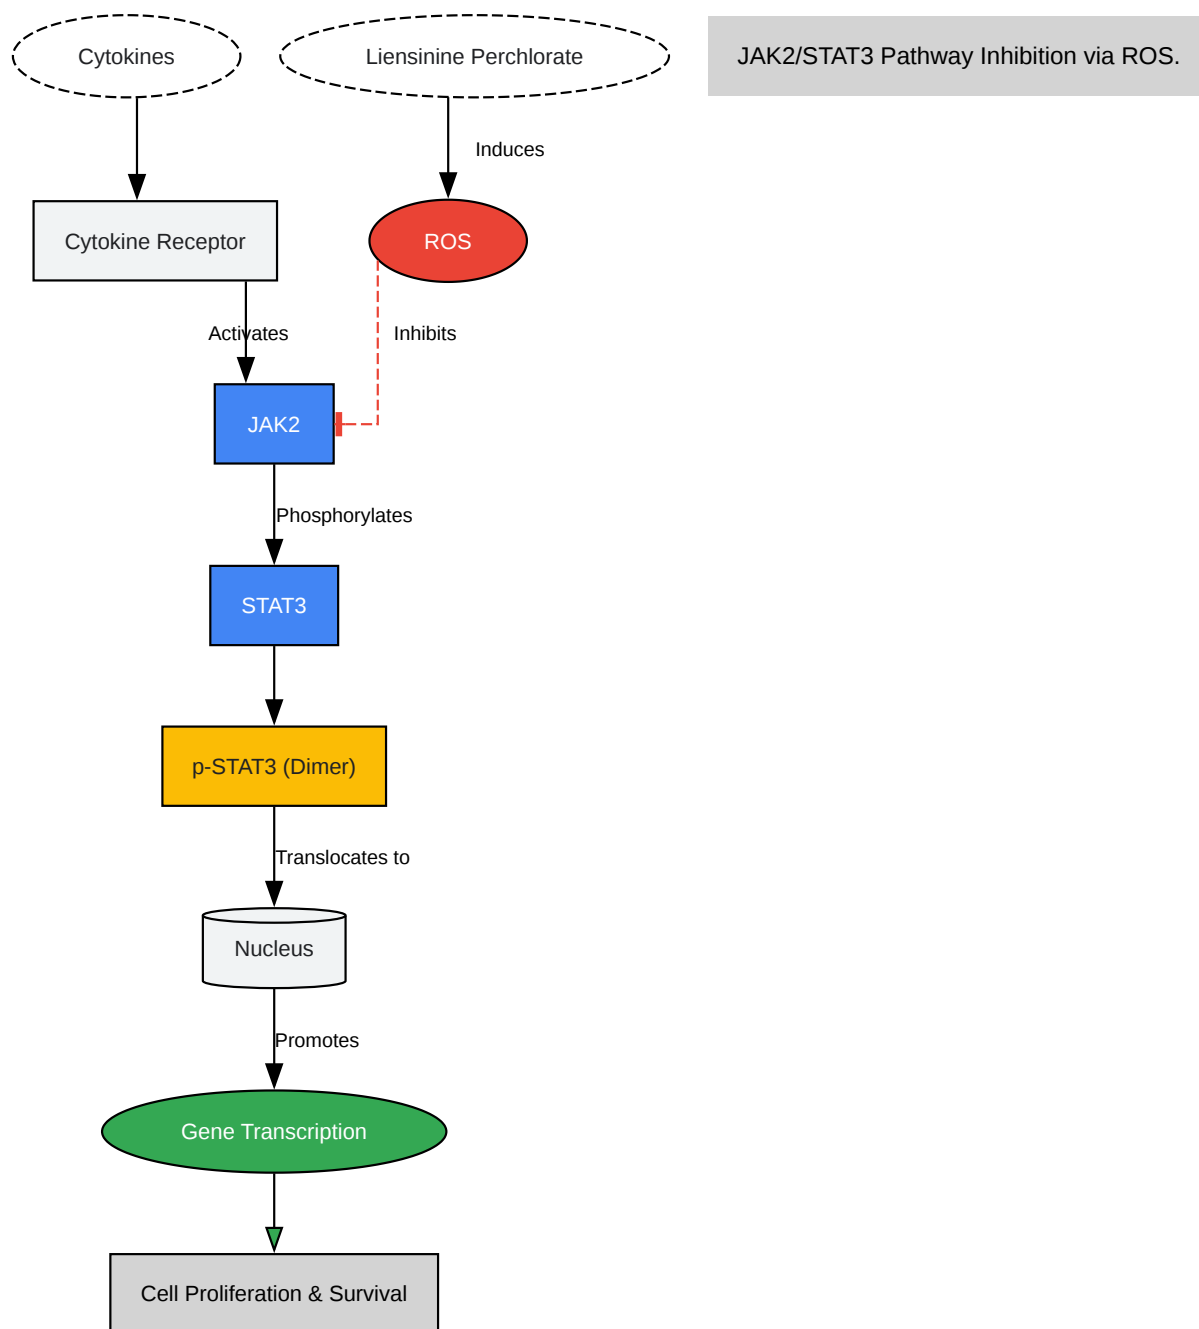 Cytokines
Liensinine Perchlorate
JAK2/STAT3 Pathway Inhibition via ROS.
Induces
Cytokine Receptor
ROS
Activates
Inhibits
JAK2
Phosphorylates
STAT3
p-STAT3 (Dimer)
Translocates to
Nucleus
Promotes
Gene Transcription
Cell Proliferation & Survival